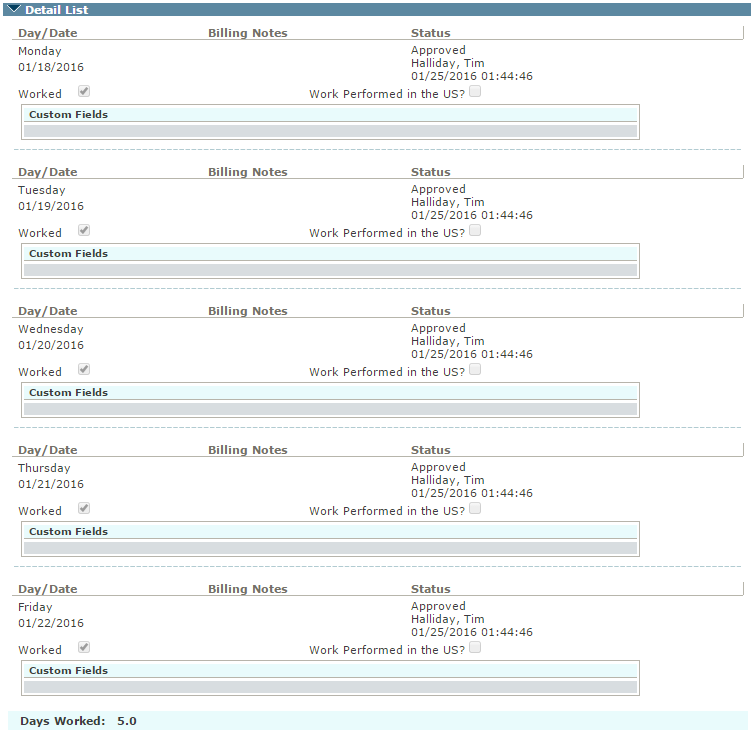 Detail List
Day/Date Billing Notes Status
Monday Approved
01/18/2016 Halliday, Tim
01/25/2016 01:44:46
Worked Work Performed in the US?
Custom Fields
Day/Date Billing Notes Status
Tuesday Approved
01/19/2016 Halliday, Tim
01/25/2016 01:44:46
Worked Work Performed in the US?
Custom Fields
Day/Date Billing Notes Status
Wednesday Approved
01/20/2016 Halliday, Tim
01/25/2016 01:44:46
Worked Work Performed in the US?
Custom Fields
Day/Date Billing Notes Status
Thursday Approved
01/21/2016 Halliday, Tim
01/25/2016 01:44:46
Worked Work Performed in the US?
Custom Fields
Day/Date Billing Notes Status
Friday Approved
01/22/2016 Halliday, Tim
01/25/2016 01:44:46
Worked Work Performed in the US?
Custom Fields
Days Worked: 5.0